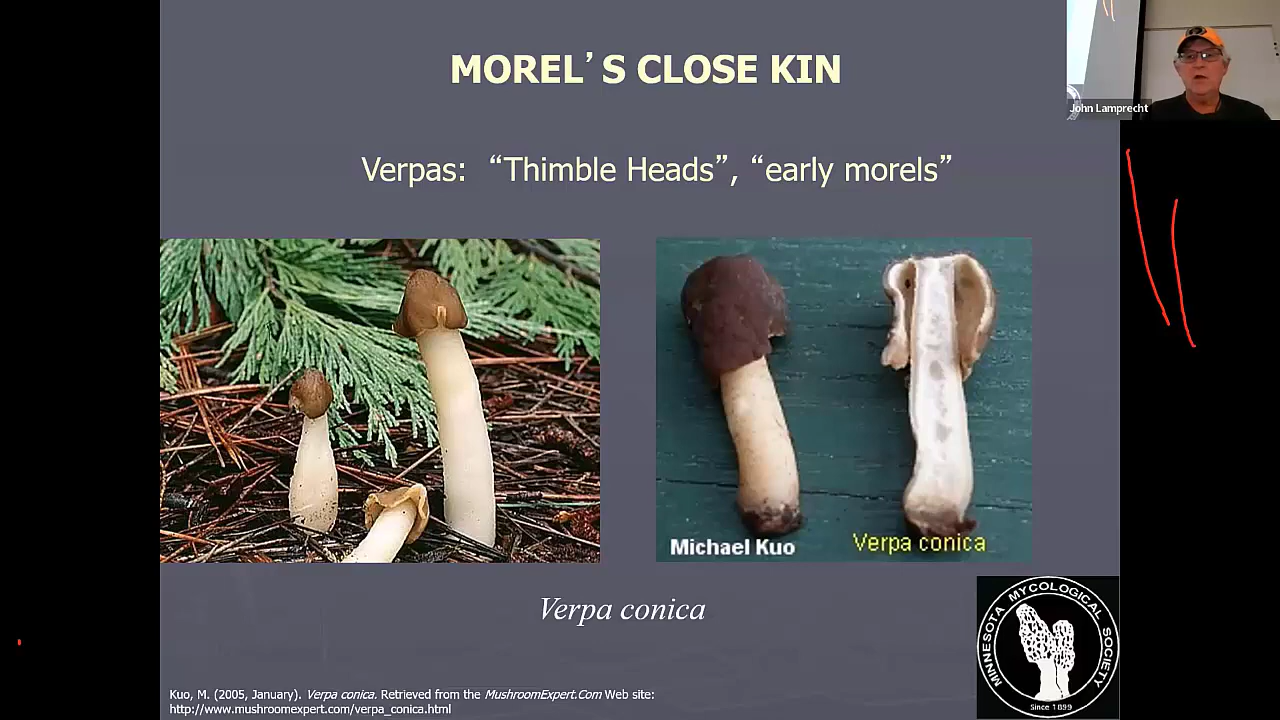 MOREL’S CLOSE KIN
John Lamprecht
Verpas: “Thimble Heads”, “early morels”
Michael Kuo
Verpa conica
Verpa conica
MINNESOTA MYCOLOGICAL SOCIETY
Since 1899
Kuo, M. (2005, January). Verpa conica. Retrieved from the MushroomExpert.Com Web site:
http://www.mushroomexpert.com/verpa_conica.html